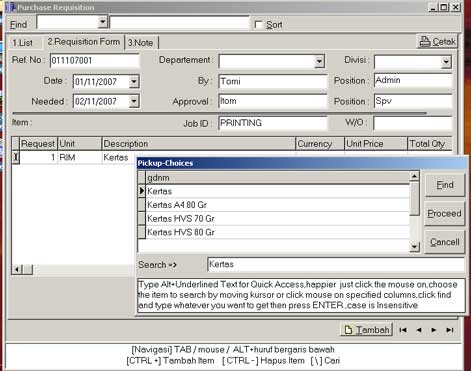 Purchase Requisition
Find Sort
1.List 2.Requisition Form 3.Note Cetak
Ref. No : 011107001 Departement : Divisi :
Date : 01/11/2007 By : Tomi Position : Admin
Needed : 02/11/2007 Approval : Itom Position : Spv
Item : Job ID : PRINTING W/O :
Request Unit Description Currency Unit Price Total Qty
1 RIM Kertas
Pickup-Choices
gdnm
Kertas
Kertas A4 80 Gr
Kertas HVS 70 Gr
Kertas HVS 80 Gr
Find
Proceed
Cancell
Search => Kertas
Type Alt+Underlined Text for Quick Access,happier just click the mouse on,choose
the item to search by moving kursor or click mouse on specified columns,click find
and type whatever you want to get then press ENTER ,case is Insensitive
Tambah
[Navigasi] TAB / mouse / ALT+huruf bergaris bawah
[CTRL +] Tambah Item [ CTRL - ] Hapus Item [ \ ] Cari